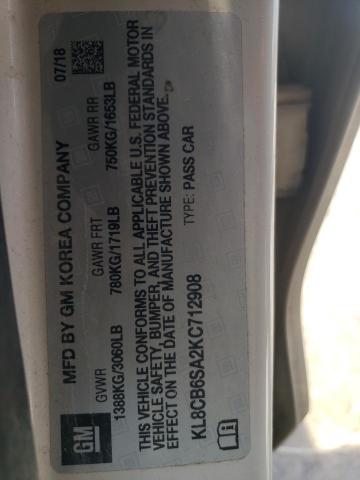 GM
MFD BY GM KOREA COMPANY 07/18
GVWR GAWR FRT GAWR RR
1388KG/3060LB 780KG/1719LB 750KG/1653LB
THIS VEHICLE CONFORMS TO ALL APPLICABLE U.S. FEDERAL MOTOR
VEHICLE SAFETY, BUMPER, AND THEFT PREVENTION STANDARDS IN
EFFECT ON THE DATE OF MANUFACTURE SHOWN ABOVE.
TYPE: PASS CAR
KL8CB6SA2KC712908